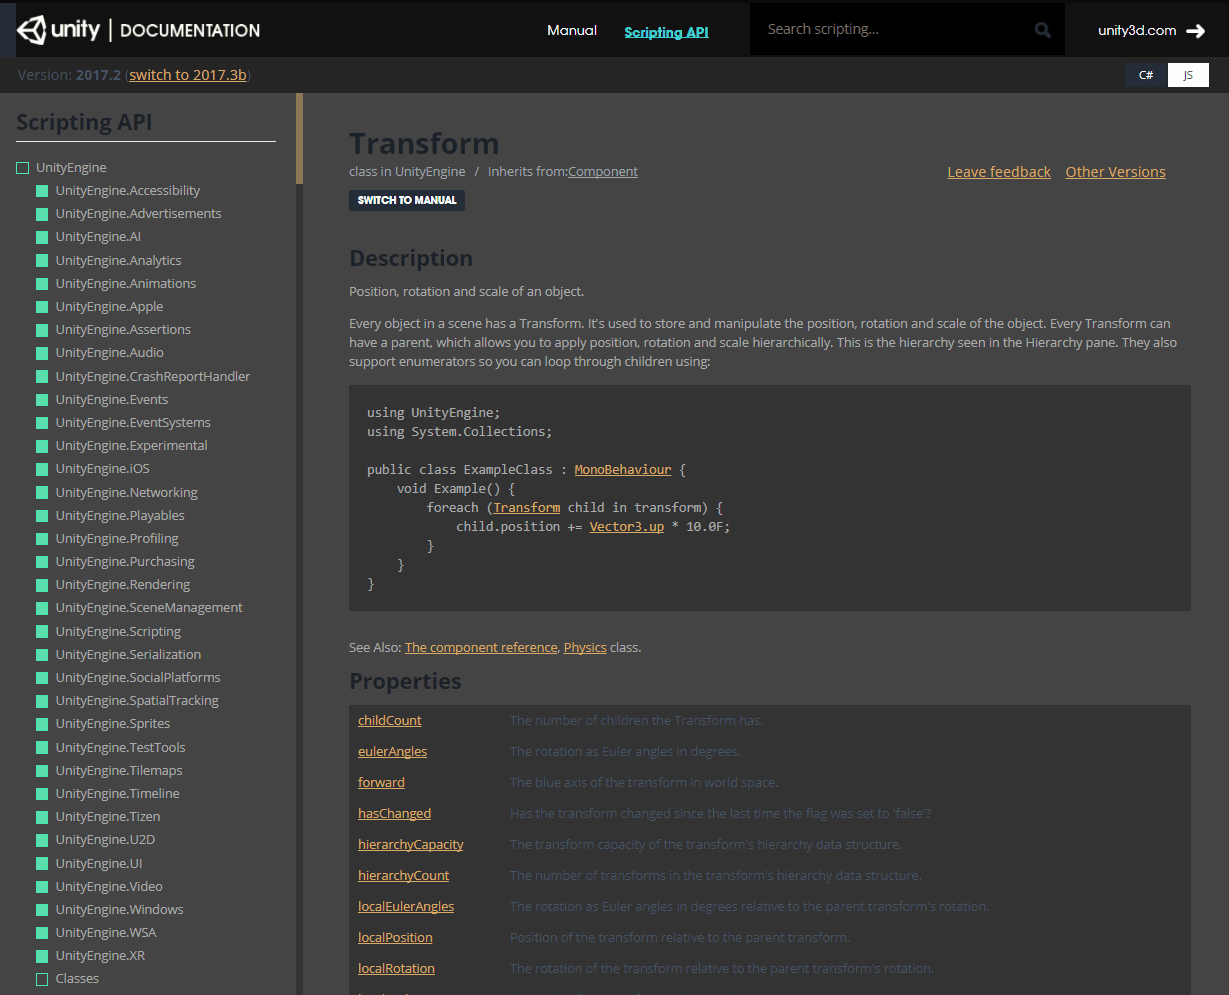 unity | DOCUMENTATION
Manual
Scripting API
Search scripting...
unity3d.com
Version: 2017.2 (switch to 2017.3b)
C#
JS
Scripting API
UnityEngine
UnityEngine.Accessibility
UnityEngine.Advertisements
UnityEngine.AI
UnityEngine.Analytics
UnityEngine.Animations
UnityEngine.Apple
UnityEngine.Assertions
UnityEngine.Audio
UnityEngine.CrashReportHandler
UnityEngine.Events
UnityEngine.EventSystems
UnityEngine.Experimental
UnityEngine.iOS
UnityEngine.Networking
UnityEngine.Playables
UnityEngine.Profiling
UnityEngine.Purchasing
UnityEngine.Rendering
UnityEngine.SceneManagement
UnityEngine.Scripting
UnityEngine.Serialization
UnityEngine.SocialPlatforms
UnityEngine.SpatialTracking
UnityEngine.Sprites
UnityEngine.TestTools
UnityEngine.Tilemaps
UnityEngine.Timeline
UnityEngine.Tizen
UnityEngine.U2D
UnityEngine.UI
UnityEngine.Video
UnityEngine.Windows
UnityEngine.WSA
UnityEngine.XR
Classes
Transform
class in UnityEngine / Inherits from:Component
Leave feedback
Other Versions
SWITCH TO MANUAL
Description
Position, rotation and scale of an object.
Every object in a scene has a Transform. It's used to store and manipulate the position, rotation and scale of the object. Every Transform can
have a parent, which allows you to apply position, rotation and scale hierarchically. This is the hierarchy seen in the Hierarchy pane. They also
support enumerators so you can loop through children using:
using UnityEngine;
using System.Collections;
public class ExampleClass : MonoBehaviour {
void Example() {
foreach (Transform child in transform) {
child.position += Vector3.up * 10.0F;
}
}
}
See Also: The component reference, Physics class.
Properties
childCount The number of children the Transform has.
eulerAngles The rotation as Euler angles in degrees.
forward The blue axis of the transform in world space.
hasChanged Has the transform changed since the last time the flag was set to 'false'?
hierarchyCapacity The transform capacity of the transform's hierarchy data structure.
hierarchyCount The number of transforms in the transform's hierarchy data structure.
localEulerAngles The rotation as Euler angles in degrees relative to the parent transform's rotation.
localPosition Position of the transform relative to the parent transform.
localRotation The rotation of the transform relative to the parent transform's rotation.